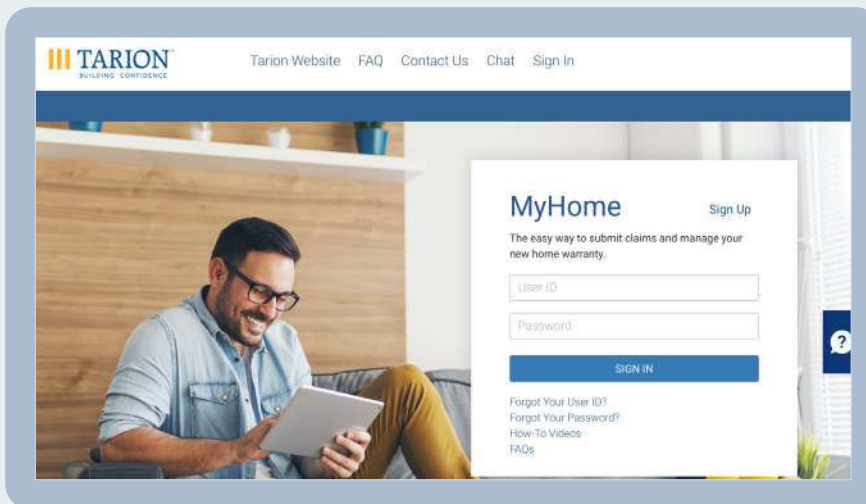 TARION
BUILDING CONFIDENCE
Tarion Website FAQ Contact Us Chat Sign In
MyHome
Sign Up
The easy way to submit claims and manage your
new home warranty.
User ID
Password
SIGN IN
Forgot Your User ID?
Forgot Your Password?
How-To Videos
FAQs
?